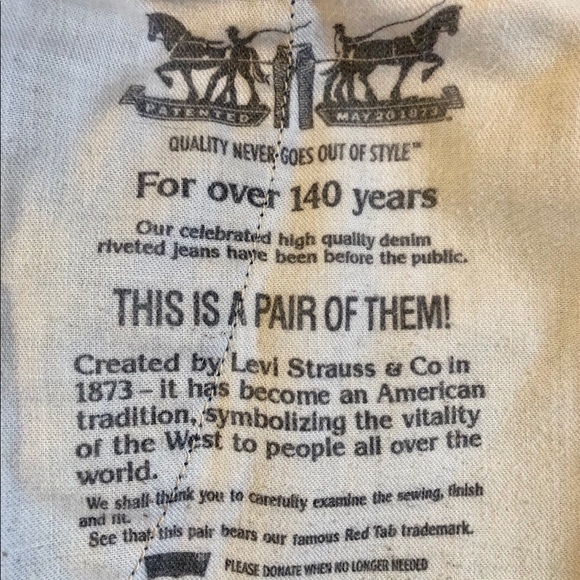 PATENTED MAY 20 1873
QUALITY NEVER GOES OUT OF STYLE™
For over 140 years
Our celebrated high quality denim
riveted jeans have been before the public.
THIS IS A PAIR OF THEM!
Created by Levi Strauss & Co in
1873 – it has become an American
tradition, symbolizing the vitality
of the West to people all over the
world.
We shall thank you to carefully examine the sewing, finish
and fit.
See that this pair bears our famous Red Tab trademark.
PLEASE DONATE WHEN NO LONGER NEEDED